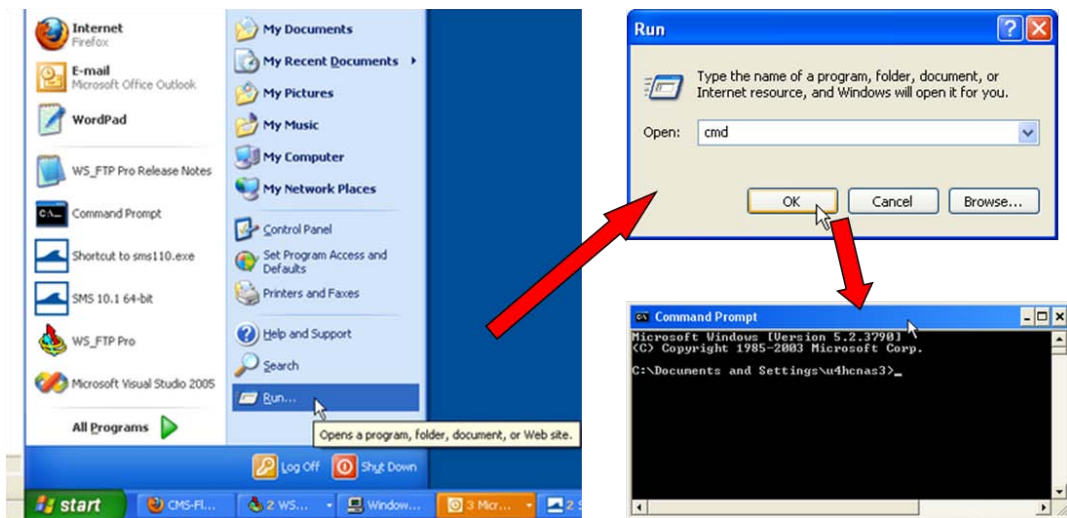 Internet
Firefox
E-mail
Microsoft Office Outlook
WordPad
WS_FTP Pro Release Notes
Command Prompt
Shortcut to sms110.exe
SMS 10.1 64-bit
WS_FTP Pro
Microsoft Visual Studio 2005
All Programs
My Documents
My Recent Documents
My Pictures
My Music
My Computer
My Network Places
Control Panel
Set Program Access and
Defaults
Printers and Faxes
Help and Support
Search
Run...
Opens a program, folder, document, or Web site.
Log Off
Shut Down
start
CMS-Fl...
2 WS...
Window...
3 Micr...
2 S
Run
Type the name of a program, folder, document, or
Internet resource, and Windows will open it for you.
Open:
cmd
OK
Cancel
Browse...
Command Prompt
Microsoft Windows [Version 5.2.3790]
(C) Copyright 1985-2003 Microsoft Corp.
C:\Documents and Settings\u4hcnas3>_